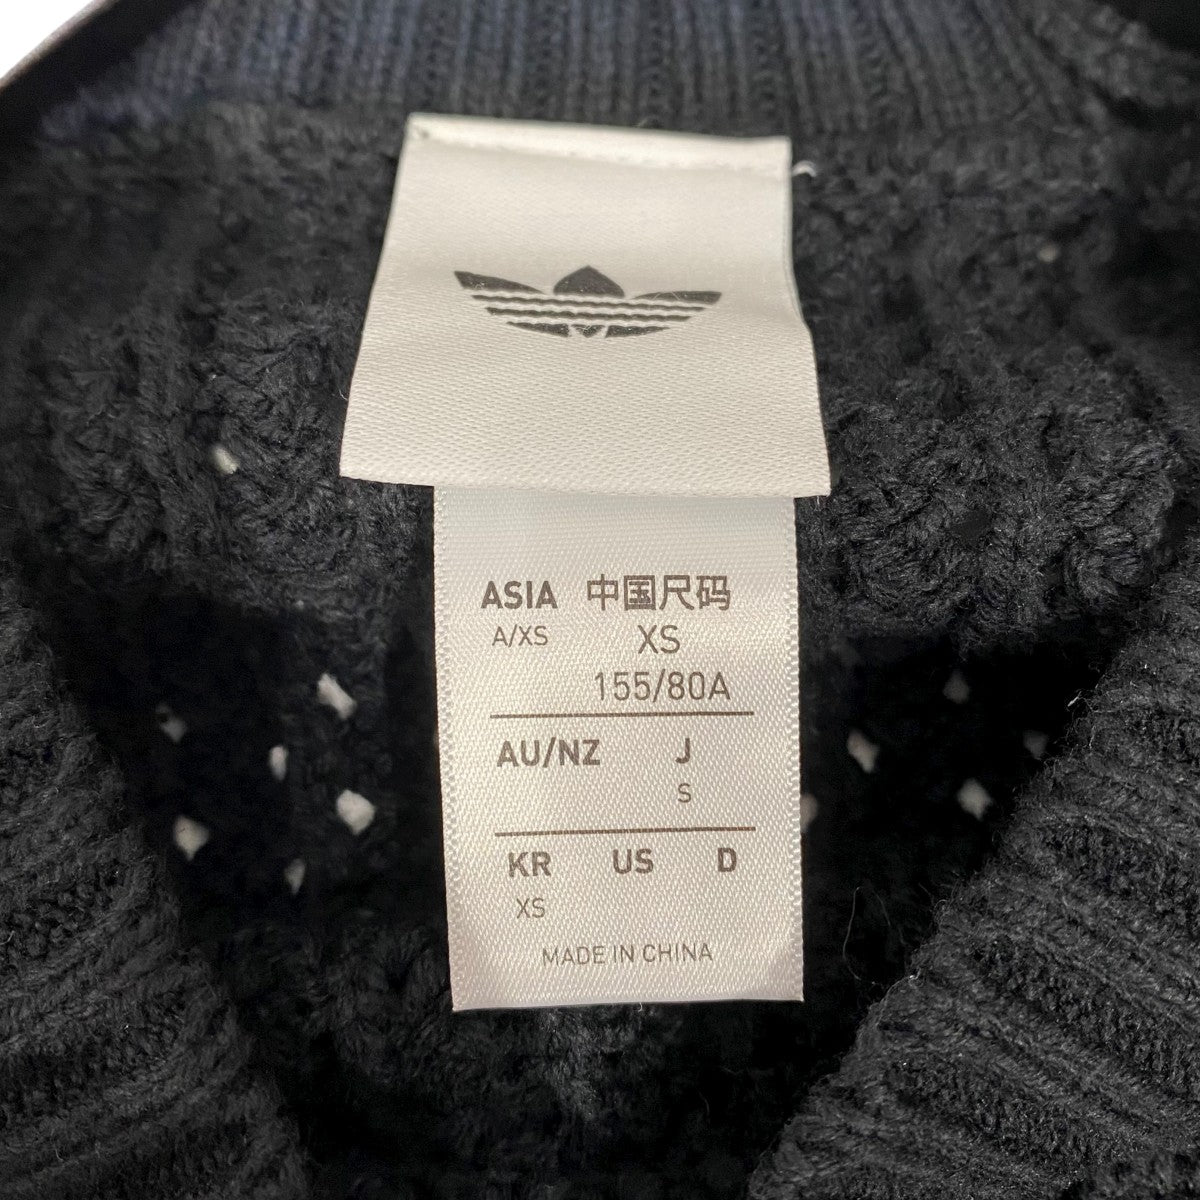 ASIA 中国尺码
A/XS XS
155/80A
AU/NZ J
S
KR US D
XS
MADE IN CHINA